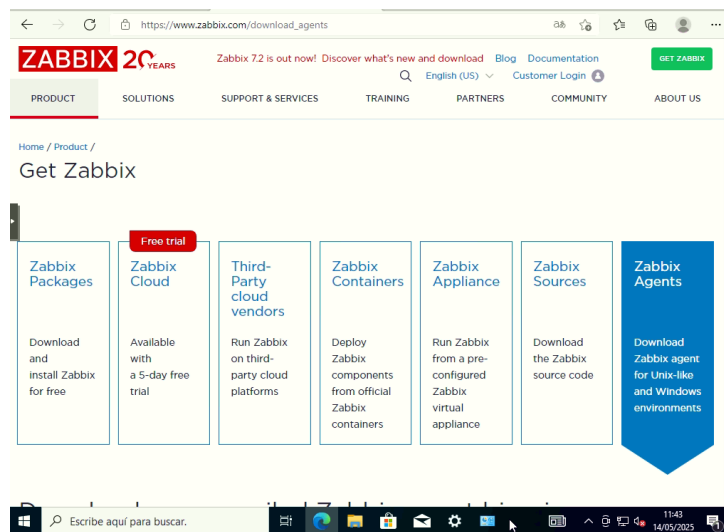 https://www.zabbix.com/download_agents
ZABBIX 20 YEARS
Zabbix 7.2 is out now! Discover what's new and download Blog Documentation
GET ZABBIX
English (US) Customer Login
PRODUCT SOLUTIONS SUPPORT & SERVICES TRAINING PARTNERS COMMUNITY ABOUT US
Home / Product /
Get Zabbix
Free trial
Zabbix
Packages
Download
and
install Zabbix
for free
Zabbix
Cloud
Available
with
a 5-day free
trial
Third-
Party
cloud
vendors
Run Zabbix
on third-
party cloud
platforms
Zabbix
Containers
Deploy
Zabbix
components
from official
Zabbix
containers
Zabbix
Appliance
Run Zabbix
from a pre-
configured
Zabbix
virtual
appliance
Zabbix
Sources
Download
the Zabbix
source code
Zabbix
Agents
Download
Zabbix agent
for Unix-like
and Windows
environments
Escribe aquí para buscar.
11:43
14/05/2025